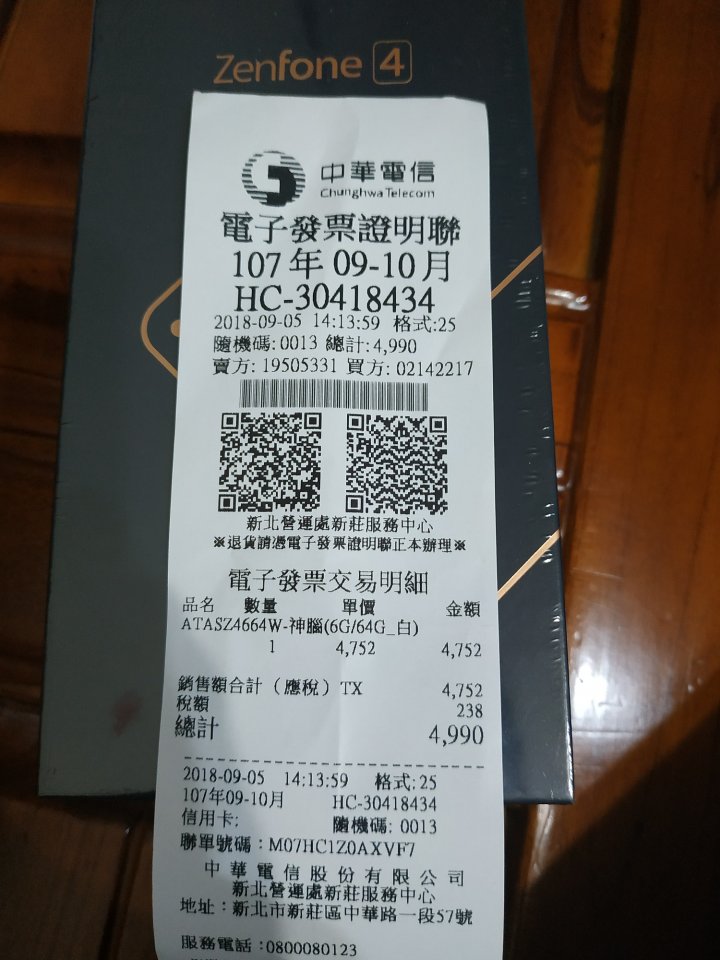 Zenfone 4
中華電信
Chunghwa Telecom
電子發票證明聯
107年 09-10月
HC-30418434
2018-09-05 14:13:59 格式:25
隨機碼:0013 總計:4,990
賣方: 19505331 買方: 02142217
新北營運處新莊服務中心
※退貨請憑電子發票證明聯正本辦理※
電子發票交易明細
品名 數量 單價 金額
ATASZ4664W-神腦(6G/64G_白)
1 4,752 4,752
銷售額合計（應稅）TX 4,752
稅額 238
總計 4,990
2018-09-05 14:13:59 格式:25
107年09-10月 HC-30418434
信用卡: 隨機碼: 0013
聯單號碼：M07HC1Z0AXVF7
中華電信股份有限公司
新北營運處新莊服務中心
地址：新北市新莊區中華路一段57號
服務電話：0800080123